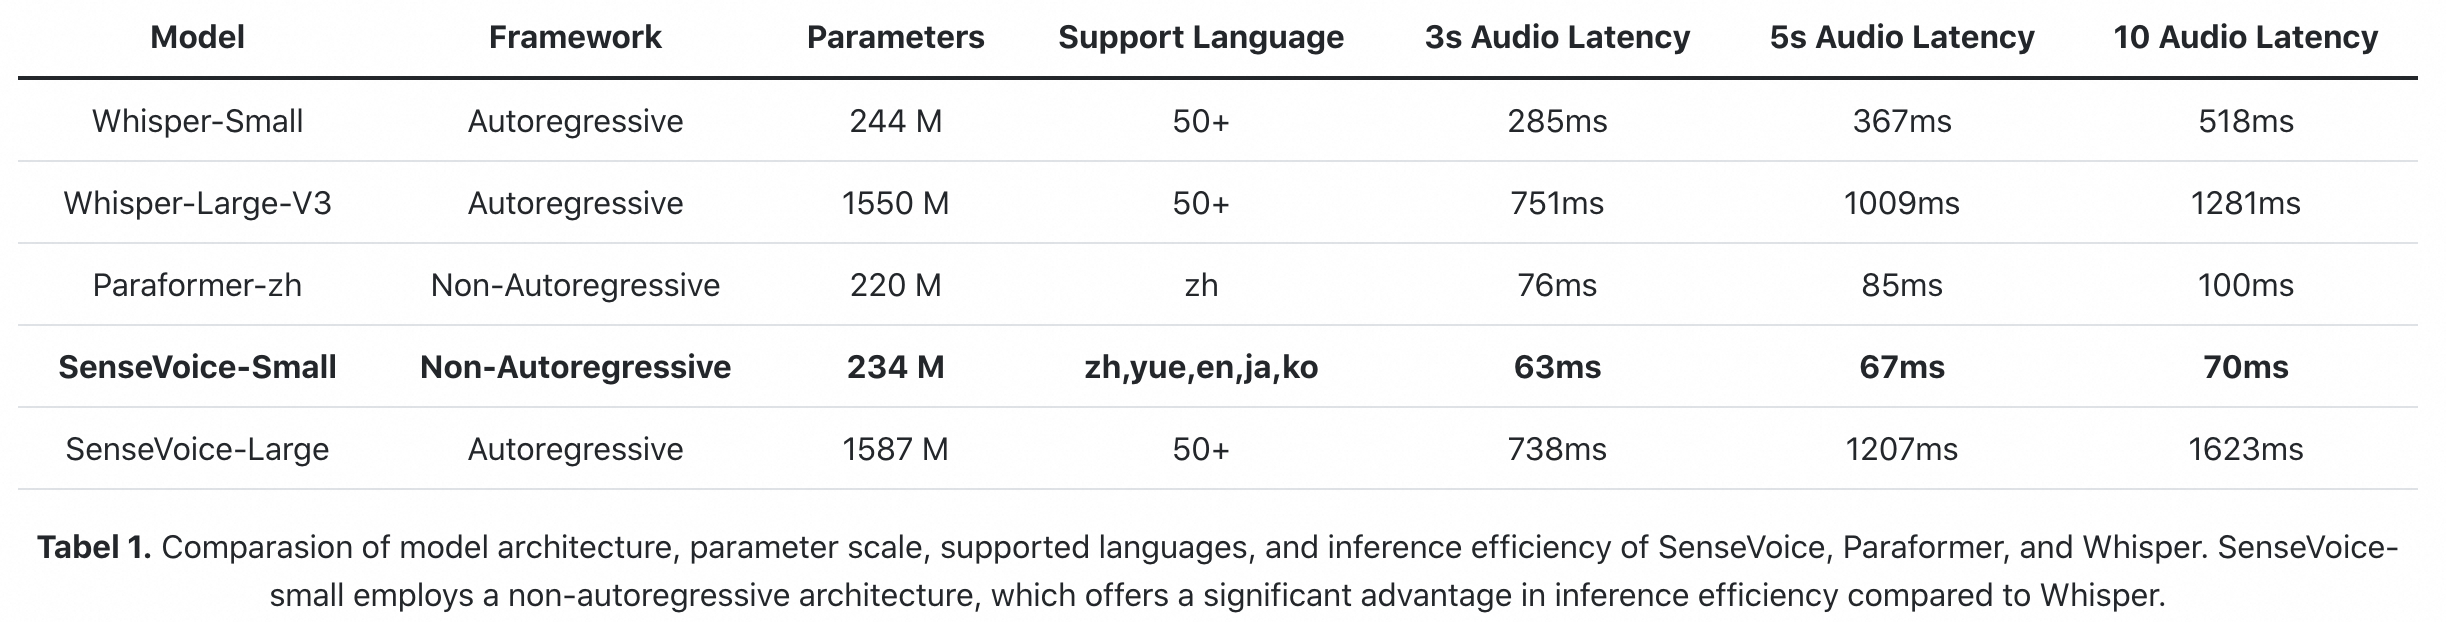 Model Framework Parameters Support Language 3s Audio Latency 5s Audio Latency 10 Audio Latency
Whisper-Small Autoregressive 244 M 50+ 285ms 367ms 518ms
Whisper-Large-V3 Autoregressive 1550 M 50+ 751ms 1009ms 1281ms
Paraformer-zh Non-Autoregressive 220 M zh 76ms 85ms 100ms
SenseVoice-Small Non-Autoregressive 234 M zh,yue,en,ja,ko 63ms 67ms 70ms
SenseVoice-Large Autoregressive 1587 M 50+ 738ms 1207ms 1623ms
Tabel 1. Comparasion of model architecture, parameter scale, supported languages, and inference efficiency of SenseVoice, Paraformer, and Whisper. SenseVoice-
small employs a non-autoregressive architecture, which offers a significant advantage in inference efficiency compared to Whisper.